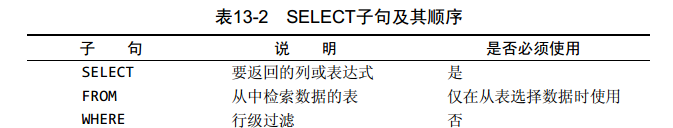 表13-2 SELECT子句及其顺序
子 句 说 明 是否必须使用
SELECT 要返回的列或表达式 是
FROM 从中检索数据的表 仅在从表选择数据时使用
WHERE 行级过滤 否